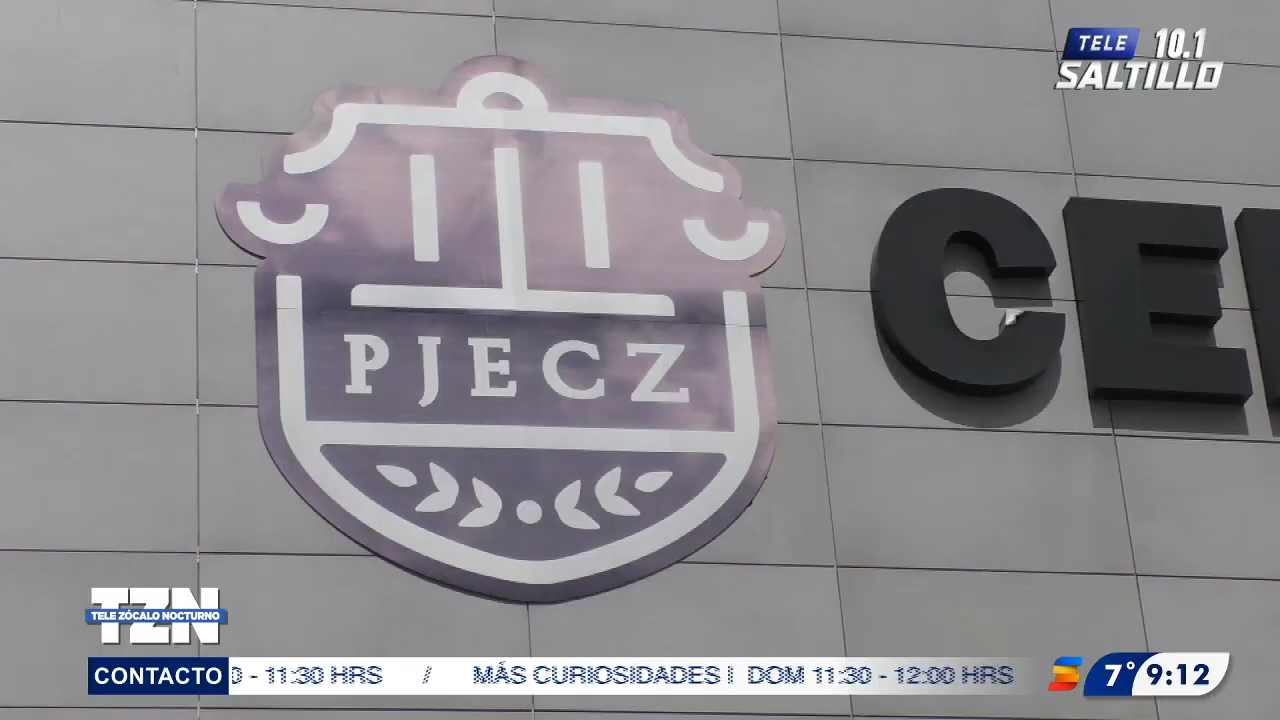 TELE 10.1
SALTILLO
CE
PJECZ
TZN
TELE ZÓCALO NOCTURNO
CONTACTO
- 11:30 HRS / MÁS CURIOSIDADES | DOM 11:30 - 12:00 HRS
7° 9:12